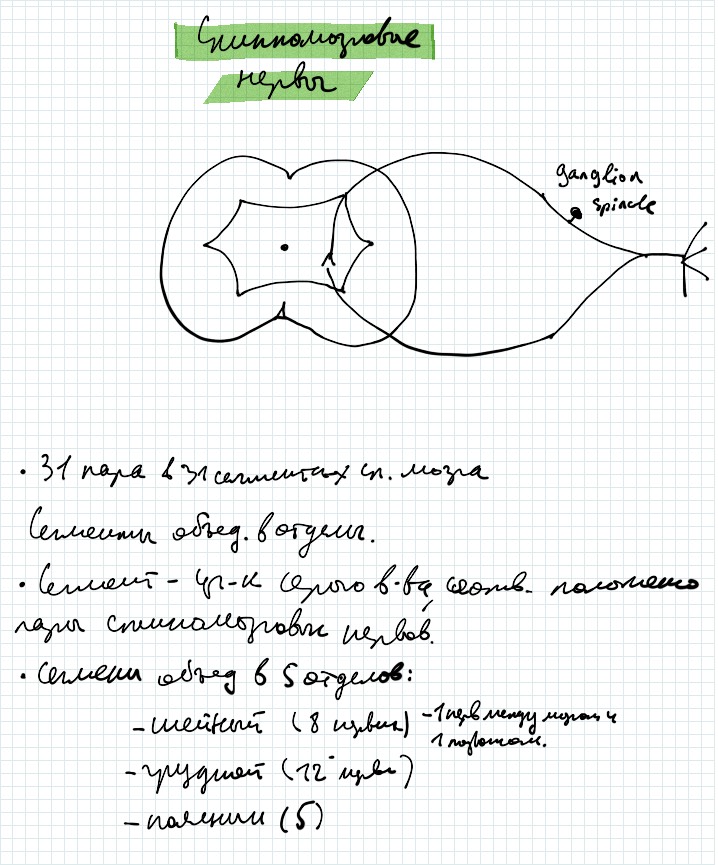 Спинномозговые
нервы
ganglion
spinale
• 31 пара в 31 сегментах сп. мозга
Сегменты объед. в отделы.
• Сегмент - уч-к серого в-ва, соотв. положению
пары спинномозговых нервов.
• Сегменты объед в 5 отделов:
- шейный (8 нервов) - 1 нерв между мозгом и
1 позвонком.
- грудной (12 нерв)
- поясничн (5)